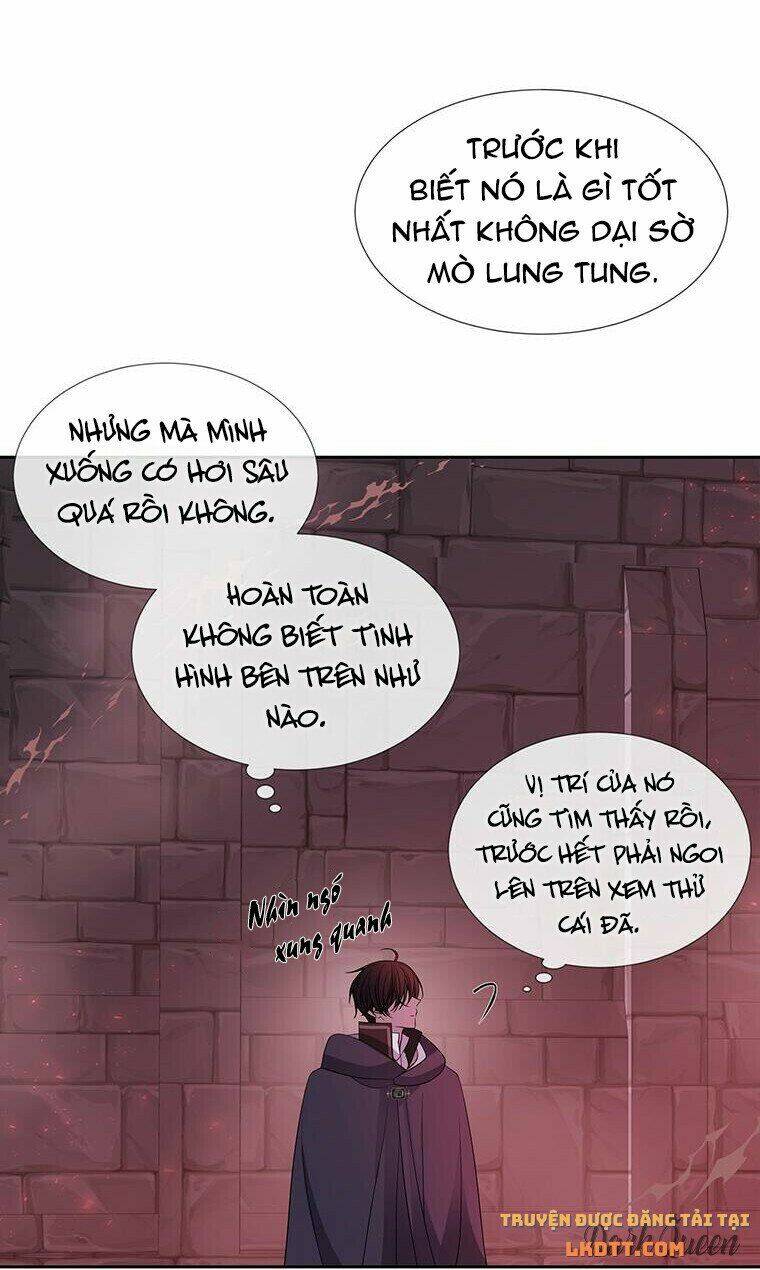 TRƯỚC KHI
BIẾT NÓ LÀ GÌ TỐT
NHẤT KHÔNG DẠI SỜ
MÒ LUNG TUNG.
NHƯNG MÀ MÌNH
XUỐNG CÓ HƠI SÂU
QUÁ RỒI KHÔNG.
HOÀN TOÀN
KHÔNG BIẾT TÌNH
HÌNH BÊN TRÊN NHƯ
NÀO.
VỊ TRÍ CỦA NÓ
CŨNG TÌM THẤY RỒI,
TRƯỚC HẾT PHẢI NGOI
LÊN TRÊN XEM THỬ
CÁI ĐÃ.
Nhìn ngó
xung quanh
TRUYỆN ĐƯỢC ĐĂNG TẢI TẠI
LKDTT.COM
DarkQueen